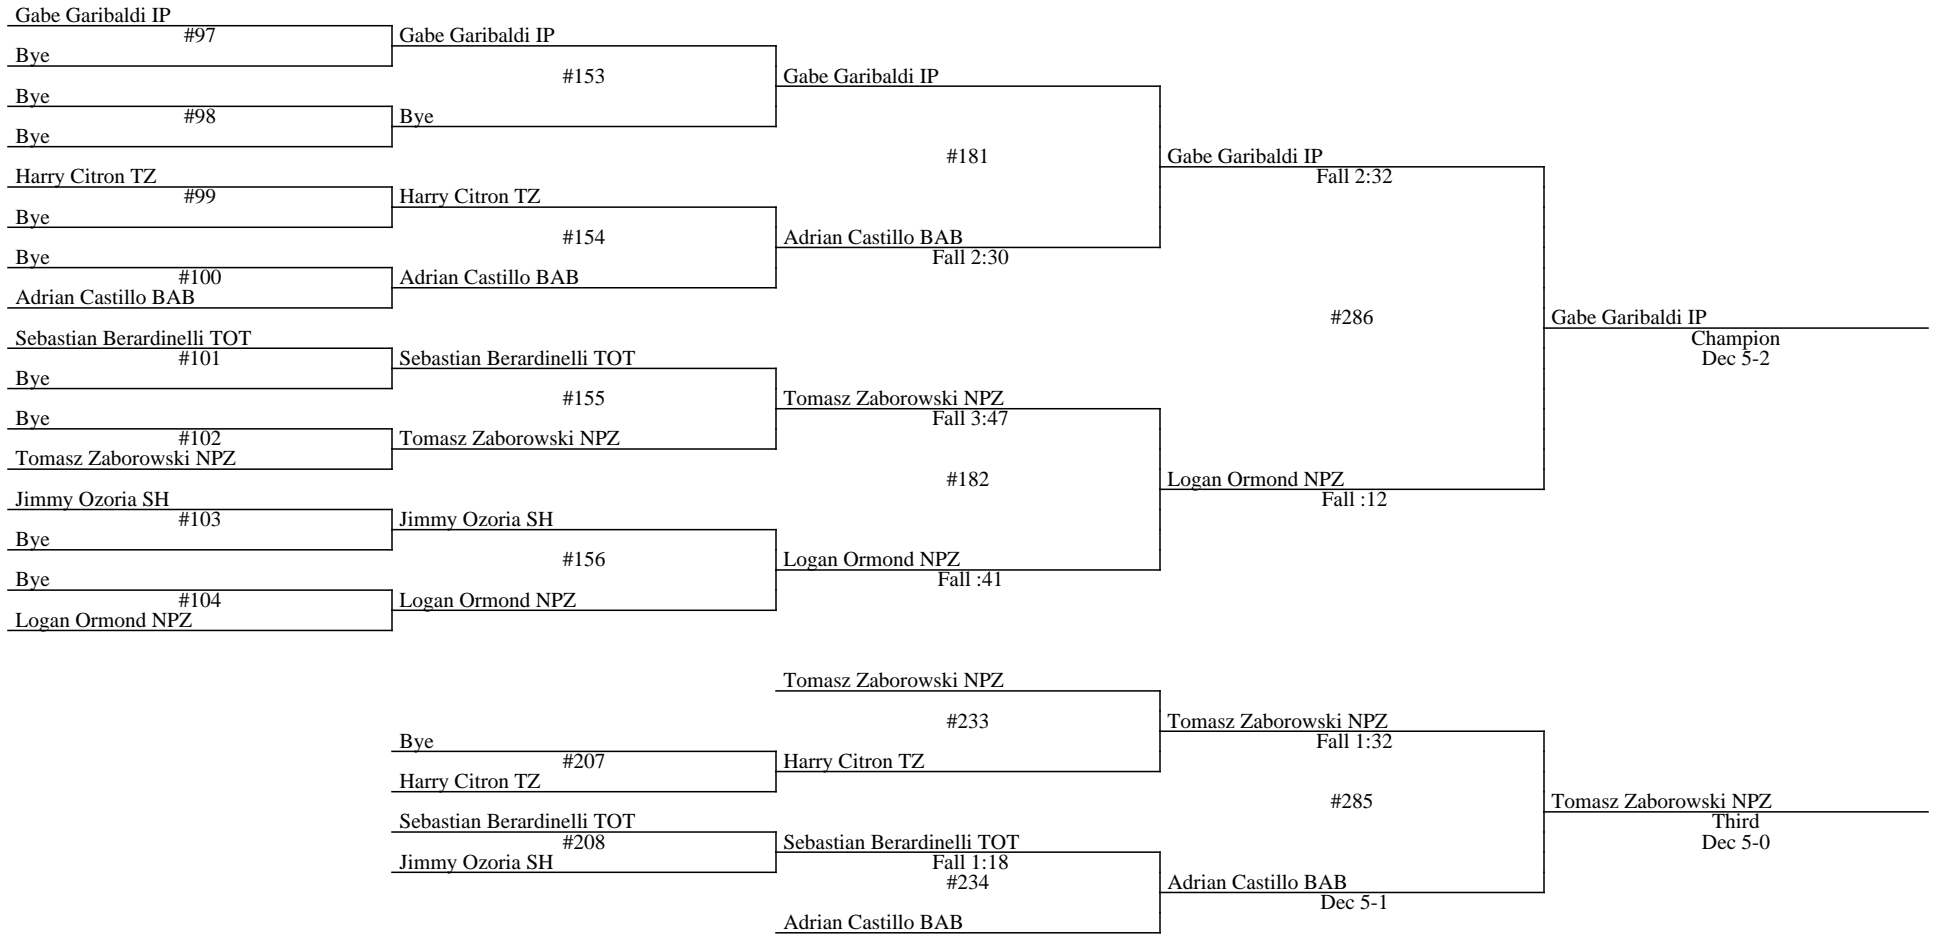 Gabe Garibaldi IP
#97
Bye
Gabe Garibaldi IP
#153
Bye
#98
Bye
Bye
Gabe Garibaldi IP
#181
Harry Citron TZ
#99
Bye
Harry Citron TZ
#154
Bye
#100
Adrian Castillo BAB
Adrian Castillo BAB
Adrian Castillo BAB
Fall 2:30
Gabe Garibaldi IP
Fall 2:32
#286
Sebastian Berardinelli TOT
#101
Bye
Sebastian Berardinelli TOT
#155
Bye
#102
Tomasz Zaborowski NPZ
Tomasz Zaborowski NPZ
Tomasz Zaborowski NPZ
Fall 3:47
#182
Jimmy Ozoria SH
#103
Bye
Jimmy Ozoria SH
#156
Bye
#104
Logan Ormond NPZ
Logan Ormond NPZ
Logan Ormond NPZ
Fall :41
Logan Ormond NPZ
Fall :12
Gabe Garibaldi IP
Champion
Dec 5-2
Tomasz Zaborowski NPZ
#233
Bye
#207
Harry Citron TZ
Harry Citron TZ
Tomasz Zaborowski NPZ
Fall 1:32
#285
Sebastian Berardinelli TOT
#208
Jimmy Ozoria SH
Sebastian Berardinelli TOT
Fall 1:18
#234
Adrian Castillo BAB
Adrian Castillo BAB
Dec 5-1
Tomasz Zaborowski NPZ
Third
Dec 5-0